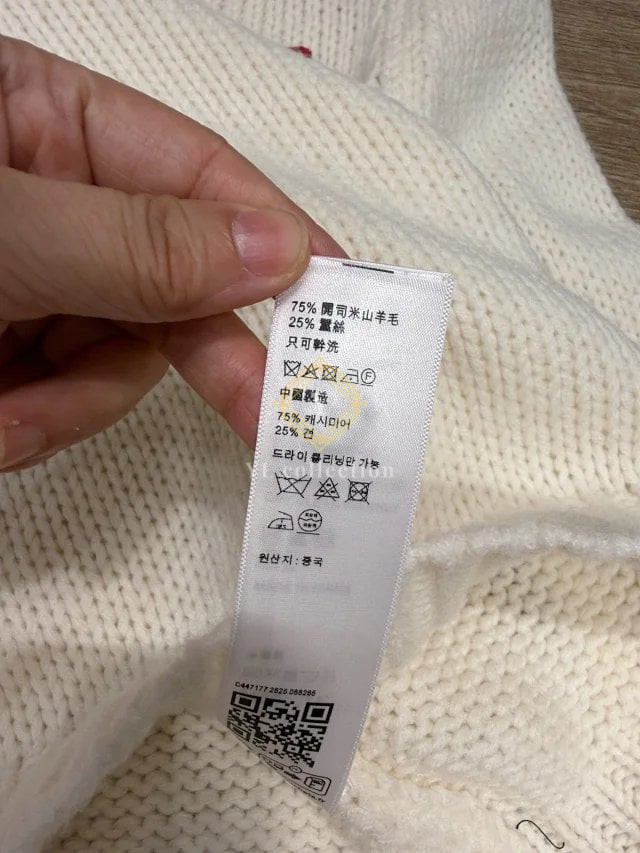 75% 開司米山羊毛
25% 蠶絲
只可幹洗
F
中國製造
75% 캐시미어
25% 견
드라이 클리닝만 가능
YF collection
원산지 : 중국